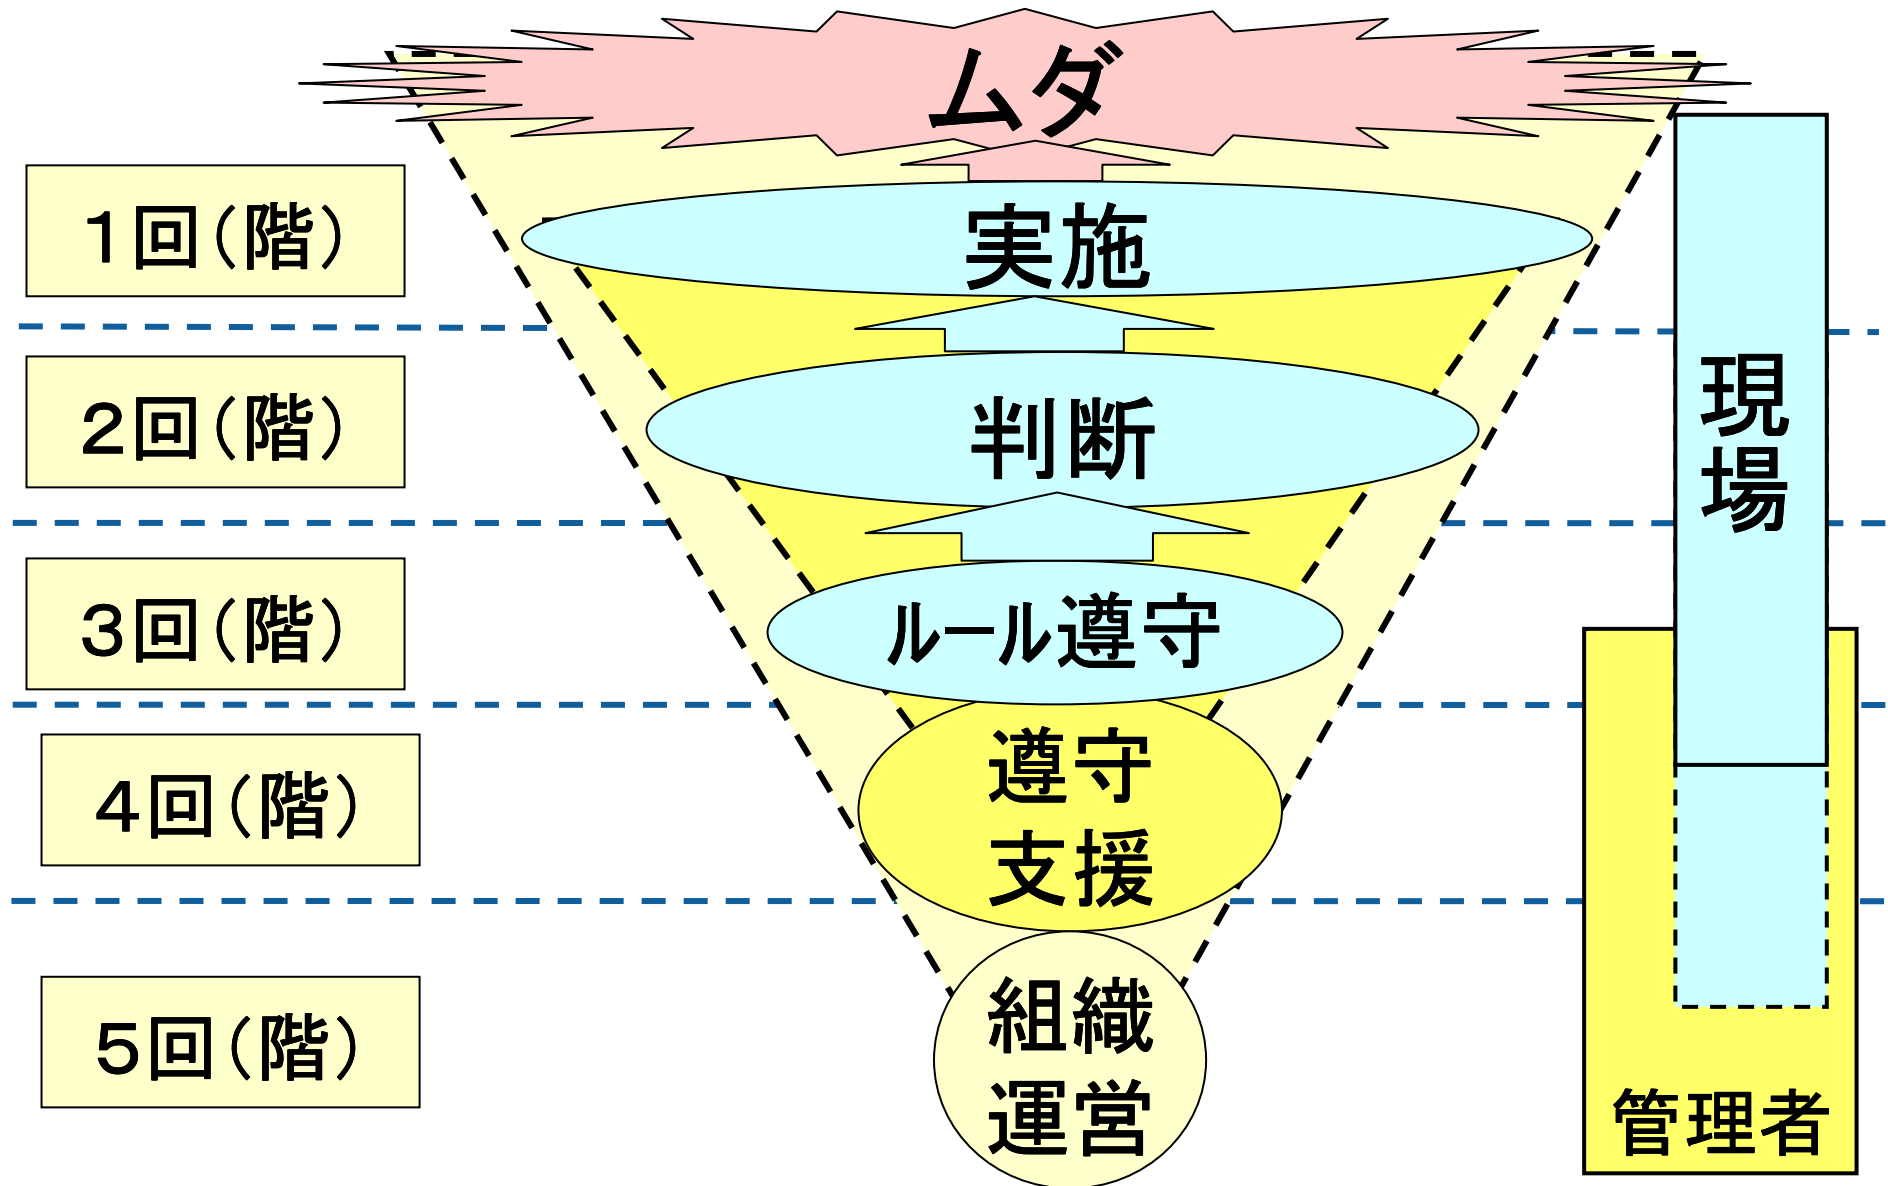 ムダ
１回（階）
実施
２回（階）
判断
現場
３回（階）
ルール遵守
４回（階）
遵守
支援
５回（階）
組織
運営
管理者